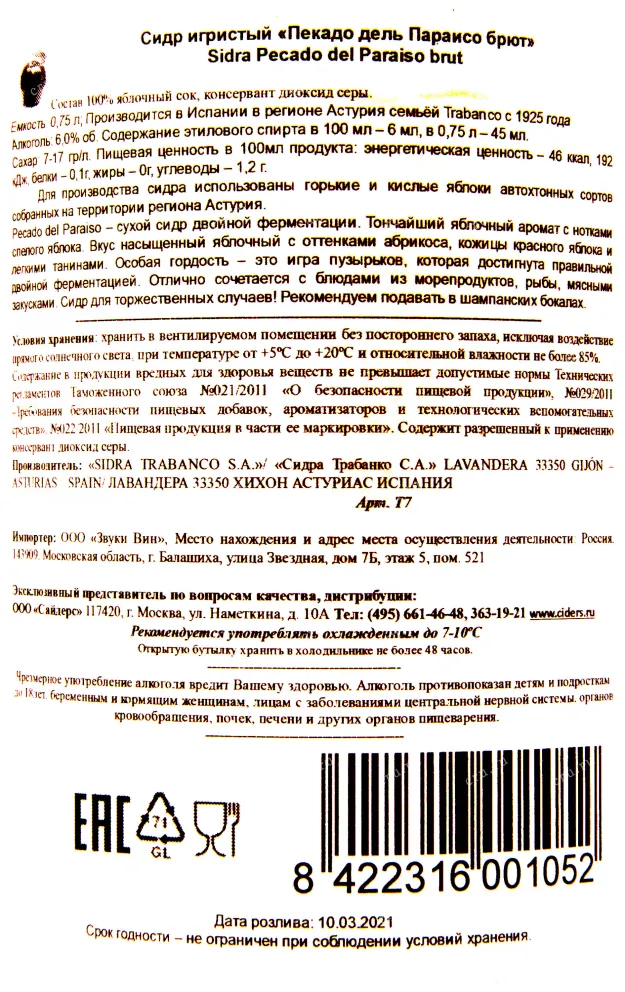 Сидр игристый «Пекадо дель Параисо брют»
Sidra Pecado del Paraiso brut
Состав 100% яблочный сок, консервант диоксид серы.
Емкость 0,75 л; Производится в Испании в регионе Астурия семьёй Trabanco с 1925 года
Алкоголь: 6,0% об. Содержание этилового спирта в 100 мл – 6 мл, в 0,75 л – 45 мл.
Сахар 7-17 гр/л. Пищевая ценность в 100мл продукта: энергетическая ценность – 46 ккал, 192
кДж, белки – 0,1г, жиры – 0г, углеводы – 1,2 г.
Для производства сидра использованы горькие и кислые яблоки автохтонных сортов
собранных на территории региона Астурия.
Pecado del Paraiso – сухой сидр двойной ферментации. Тончайший яблочный аромат с нотками
спелого яблока. Вкус насыщенный яблочный с оттенками абрикоса, кожицы красного яблока и
легкими танинами. Особая гордость – это игра пузырьков, которая достигнута правильной
двойной ферментацией. Отлично сочетается с блюдами из морепродуктов, рыбы, мясными
закусками. Сидр для торжественных случаев! Рекомендуем подавать в шампанских бокалах.
Условия хранения: хранить в вентилируемом помещении без постороннего запаха, исключая воздействие
прямого солнечного света, при температуре от +5°С до +20°С и относительной влажности не более 85%.
Содержание в продукции вредных для здоровья веществ не превышает допустимые нормы Технических
регламентов Таможенного союза №021/2011 «О безопасности пищевой продукции», №029/2011
«Требования безопасности пищевых добавок, ароматизаторов и технологических вспомогательных
средств», №022/2011 «Пищевая продукция в части ее маркировки». Содержит разрешенный к применению
консервант диоксид серы.
Производитель: «SIDRA TRABANCO S.A.»/ «Сидра Трабанко С.А.» LAVANDERA 33350 GIJÓN -
ASTURIAS SPAIN/ ЛАВАНДЕРА 33350 ХИХОН АСТУРИАС ИСПАНИЯ
Арт. Т7
Импортер: ООО «Звуки Вин», Место нахождения и адрес места осуществления деятельности: Россия.
143909, Московская область, г. Балашиха, улица Звездная, дом 7Б, этаж 5, пом. 521
Эксклюзивный представитель по вопросам качества, дистрибуции:
ООО «Сайдерс» 117420, г. Москва, ул. Наметкина, д. 10А Тел: (495) 661-46-48, 363-19-21 www.ciders.ru
Рекомендуется употреблять охлажденным до 7-10°С
Открытую бутылку хранить в холодильнике не более 48 часов.
Чрезмерное употребление алкоголя вредит Вашему здоровью. Алкоголь противопоказан детям и подросткам
до 18 лет, беременным и кормящим женщинам, лицам с заболеваниями центральной нервной системы, органов
кровообращения, почек, печени и других органов пищеварения.
ЕАС
71
GL
8 422316 001052
Дата розлива: 10.03.2021
Срок годности – не ограничен при соблюдении условий хранения.